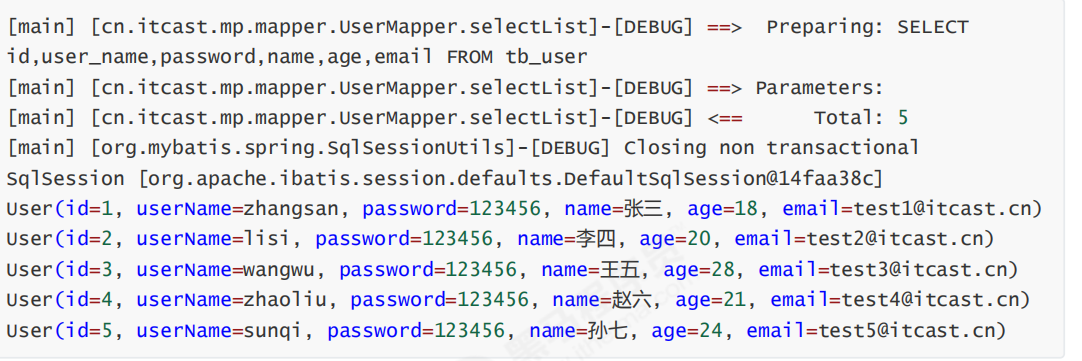 [main] [cn.itcast.mp.mapper.UserMapper.selectList]-[DEBUG] ==>  Preparing: SELECT
id,user_name,password,name,age,email FROM tb_user
[main] [cn.itcast.mp.mapper.UserMapper.selectList]-[DEBUG] ==> Parameters:
[main] [cn.itcast.mp.mapper.UserMapper.selectList]-[DEBUG] <==      Total: 5
[main] [org.mybatis.spring.SqlSessionUtils]-[DEBUG] Closing non transactional
SqlSession [org.apache.ibatis.session.defaults.DefaultSqlSession@14faa38c]
User(id=1, userName=zhangsan, password=123456, name=张三, age=18, email=test1@itcast.cn)
User(id=2, userName=lisi, password=123456, name=李四, age=20, email=test2@itcast.cn)
User(id=3, userName=wangwu, password=123456, name=王五, age=28, email=test3@itcast.cn)
User(id=4, userName=zhaoliu, password=123456, name=赵六, age=21, email=test4@itcast.cn)
User(id=5, userName=sunqi, password=123456, name=孙七, age=24, email=test5@itcast.cn)